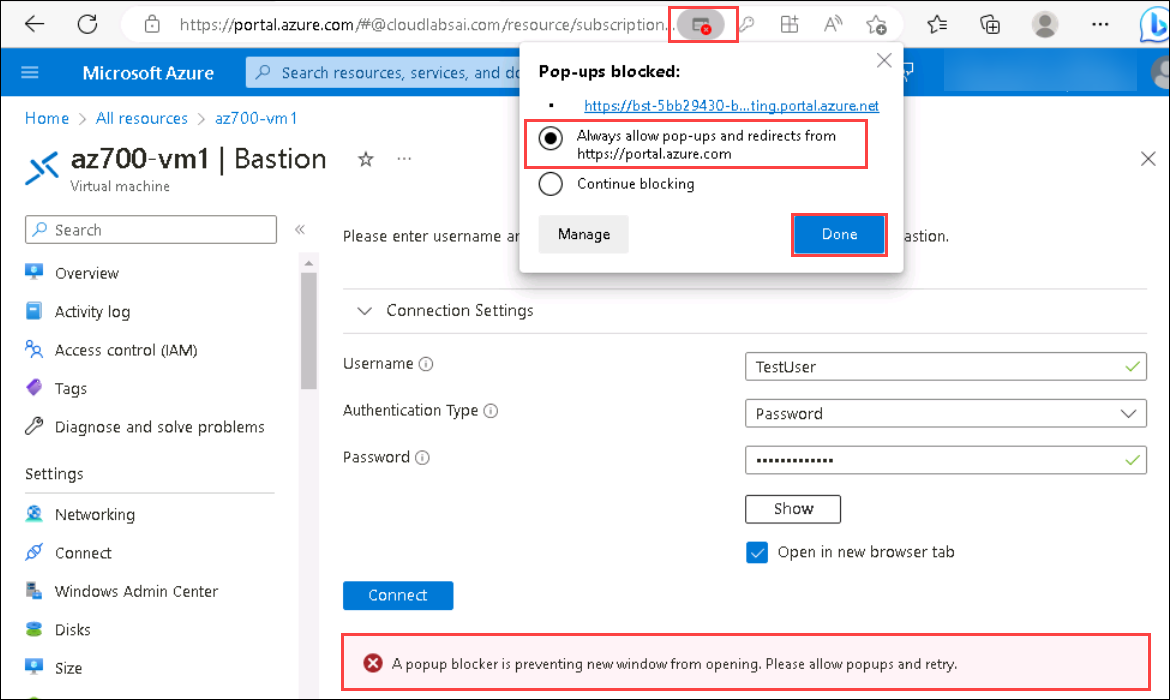 https://portal.azure.com/#@cloudlabsai.com/resource/subscription...
Microsoft Azure
Search resources, services, and do
Pop-ups blocked:
https://bst-5bb29430-b...ting.portal.azure.net
Always allow pop-ups and redirects from
https://portal.azure.com
Continue blocking
Manage
Done
Home > All resources > az700-vm1
az700-vm1 | Bastion
Virtual machine
Search
Overview
Activity log
Access control (IAM)
Tags
Diagnose and solve problems
Settings
Networking
Connect
Windows Admin Center
Disks
Size
Please enter username an
astion.
Connection Settings
Username
TestUser
Authentication Type
Password
Password
•••••••••••••
Show
Open in new browser tab
Connect
A popup blocker is preventing new window from opening. Please allow popups and retry.